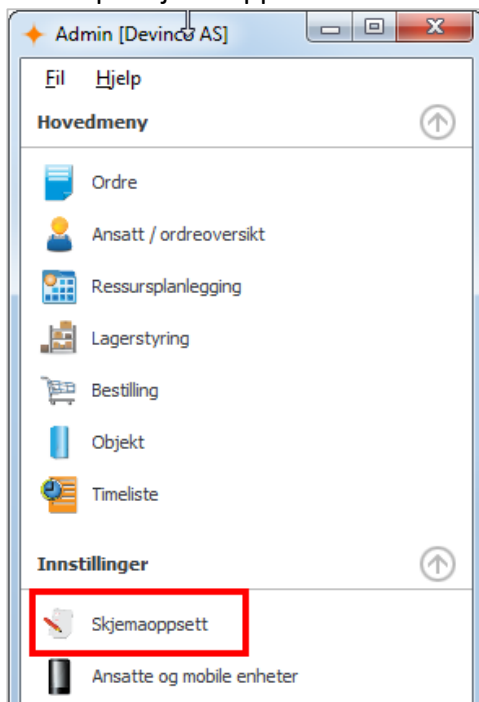 Admin [Devinco AS]
Fil Hjelp
Hovedmeny
Ordre
Ansatt / ordreoversikt
Ressursplanlegging
Lagerstyring
Bestilling
Objekt
Timeliste
Innstillinger
Skjemaoppsett
Ansatte og mobile enheter